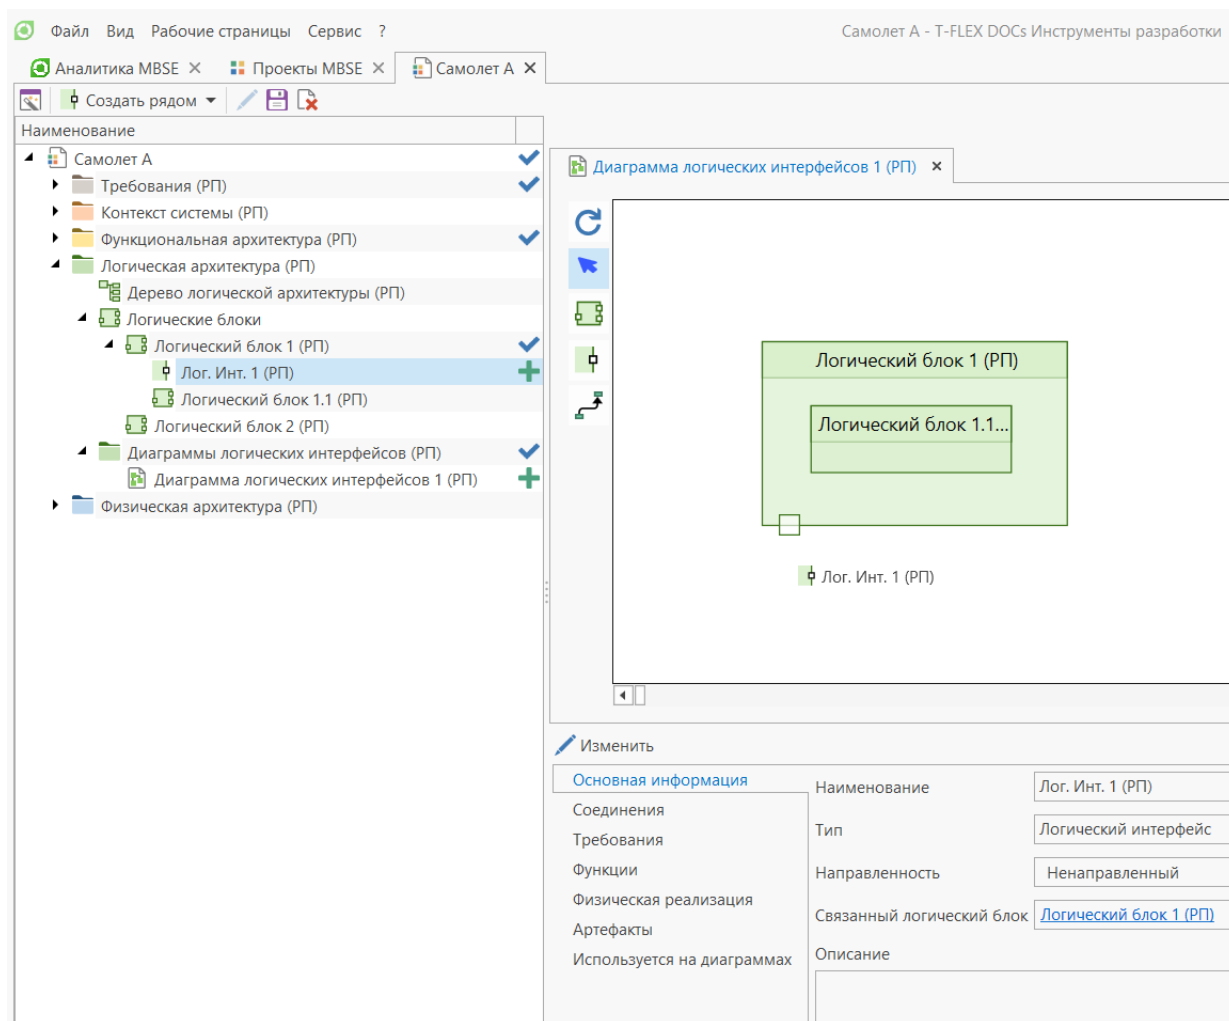 Файл Вид Рабочие страницы Сервис ?
Самолет А - T-FLEX DOCs Инструменты разработки
Аналитика MBSE Проекты MBSE Самолет А
Создать рядом
Наименование
Самолет А
Требования (РП)
Контекст системы (РП)
Функциональная архитектура (РП)
Логическая архитектура (РП)
Дерево логической архитектуры (РП)
Логические блоки
Логический блок 1 (РП)
Лог. Инт. 1 (РП)
Логический блок 1.1 (РП)
Логический блок 2 (РП)
Диаграммы логических интерфейсов (РП)
Диаграмма логических интерфейсов 1 (РП)
Физическая архитектура (РП)
Диаграмма логических интерфейсов 1 (РП)
Логический блок 1 (РП)
Логический блок 1.1...
Лог. Инт. 1 (РП)
Изменить
Основная информация
Соединения
Требования
Функции
Физическая реализация
Артефакты
Используется на диаграммах
Наименование Лог. Инт. 1 (РП)
Тип Логический интерфейс
Направленность Ненаправленный
Связанный логический блок Логический блок 1 (РП)
Описание